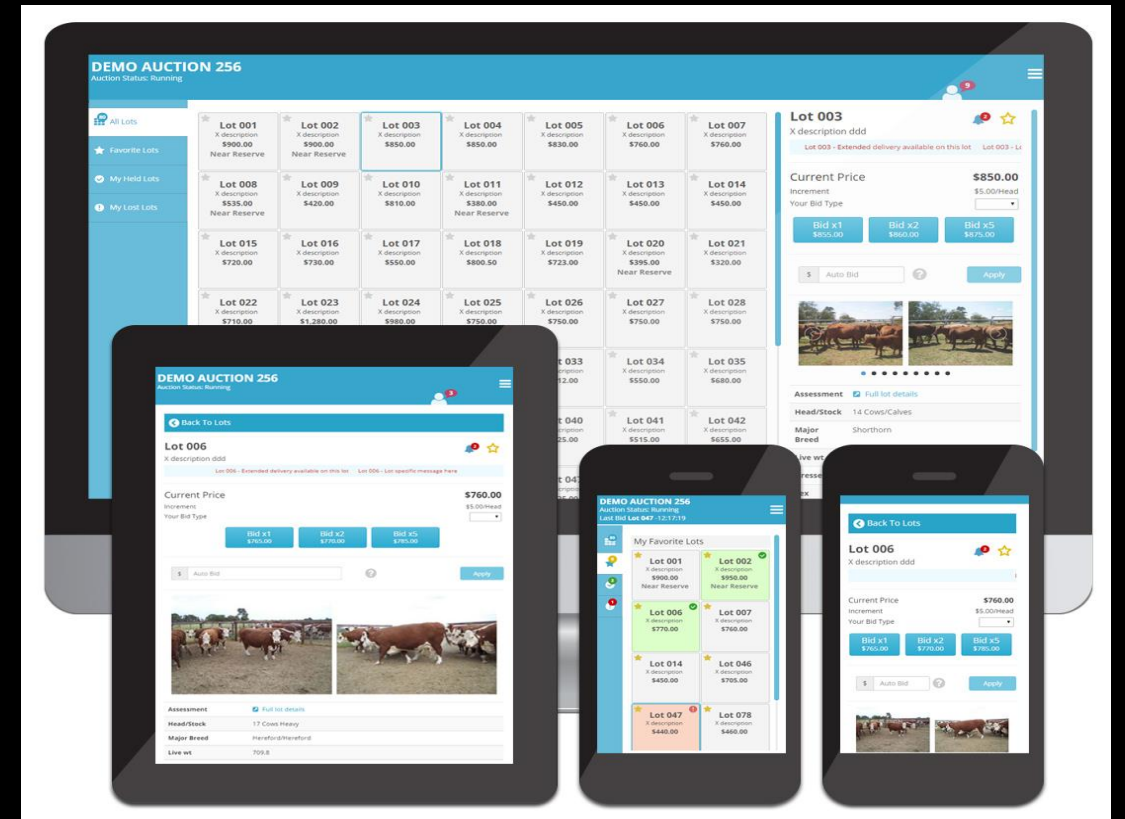 DEMO AUCTION 256
Auction Status: Running
9
All Lots
Favorite Lots
My Held Lots
My Lost Lots
Lot 001
X description
$900.00
Near Reserve
Lot 002
X description
$900.00
Near Reserve
Lot 003
X description
$850.00
Lot 004
X description
$850.00
Lot 005
X description
$830.00
Lot 006
X description
$760.00
Lot 007
X description
$760.00
Lot 008
X description
$535.00
Near Reserve
Lot 009
X description
$420.00
Lot 010
X description
$810.00
Lot 011
X description
$380.00
Near Reserve
Lot 012
X description
$450.00
Lot 013
X description
$450.00
Lot 014
X description
$450.00
Lot 015
X description
$720.00
Lot 016
X description
$730.00
Lot 017
X description
$550.00
Lot 018
X description
$800.50
Lot 019
X description
$723.00
Lot 020
X description
$395.00
Near Reserve
Lot 021
X description
$320.00
Lot 022
X description
$710.00
Lot 023
X description
$1,280.00
Lot 024
X description
$980.00
Lot 025
X description
$750.00
Lot 026
X description
$750.00
Lot 027
X description
$750.00
Lot 028
X description
$750.00
t 033
12.00
Lot 034
X description
$550.00
Lot 035
X description
$680.00
t 040
25.00
Lot 041
X description
$515.00
Lot 042
X description
$655.00
t 04
Lot 003
2
X description ddd
Lot 003 - Extended delivery available on this lot Lot 003 - L
Current Price $850.00
Increment $5.00/Head
Your Bid Type
Bid x1
$855.00
Bid x2
$860.00
Bid x5
$875.00
$ Auto Bid ? Apply
Assessment Full lot details
Head/Stock 14 Cows/Calves
Major Breed Shorthorn
ive wt
resse
ex
DEMO AUCTION 256
Auction Status: Running
3
Back To Lots
Lot 006
2
X description ddd
Lot 006 - Extended delivery available on this lot Lot 006 - Lot specific message here
Current Price $760.00
Increment $5.00/Head
Your Bid Type
Bid x1
$765.00
Bid x2
$770.00
Bid x5
$785.00
$ Auto Bid ? Apply
Assessment Full lot details
Head/Stock 17 Cows Heavy
Major Breed Hereford/Hereford
Live wt 709.8
DEMO AUCTION 256
Auction Status: Running
Last Bid Lot 047 -12:17:19
My Favorite Lots
Lot 001
X description
$900.00
Near Reserve
Lot 002
X description
$950.00
Near Reserve
Lot 006
X description
$770.00
Lot 007
X description
$760.00
Lot 014
X description
$450.00
Lot 046
X description
$705.00
Lot 047
X description
$440.00
Lot 078
X description
$460.00
Back To Lots
Lot 006
2
X description ddd
Current Price $760.00
Increment $5.00/Head
Your Bid Type
Bid x1
$765.00
Bid x2
$770.00
Bid x5
$785.00
$ Auto Bid ? Apply